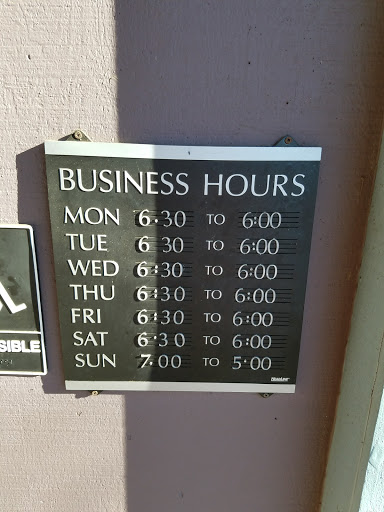 BUSINESS HOURS
MON 6:30 TO 6:00
TUE 6 30 TO 6:00
WED 6:30 TO 6:00
THU 6:30 TO 6:00
FRI 6:30 TO 6:00
SAT 6:30 TO 6:00
SUN 7:00 TO 5:00
SIBLE